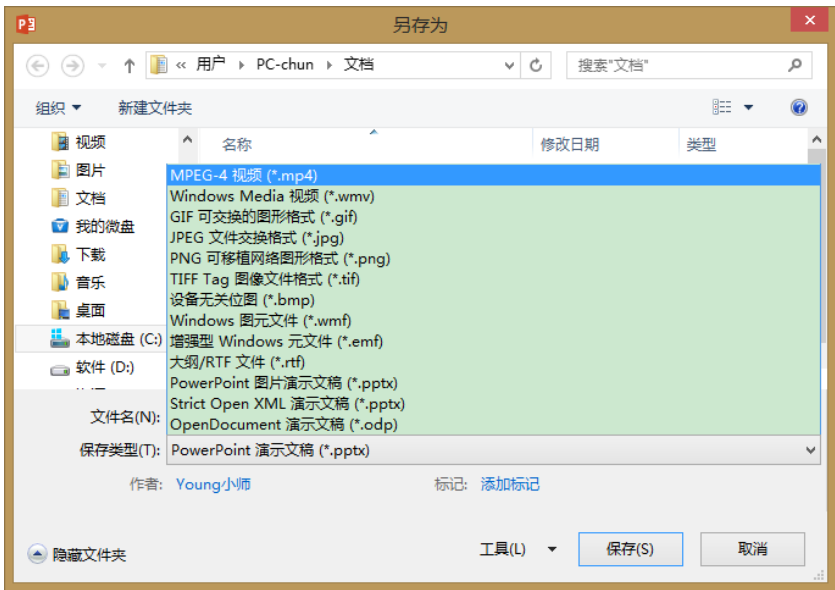 另存为
« 用户 ▸ PC-chun ▸ 文档
搜索"文档"
组织 新建文件夹
名称 修改日期 类型
视频
图片
文档
我的微盘
下载
音乐
桌面
本地磁盘 (C:)
软件 (D:)
MPEG-4 视频 (*.mp4)
Windows Media 视频 (*.wmv)
GIF 可交换的图形格式 (*.gif)
JPEG 文件交换格式 (*.jpg)
PNG 可移植网络图形格式 (*.png)
TIFF Tag 图像文件格式 (*.tif)
设备无关位图 (*.bmp)
Windows 图元文件 (*.wmf)
增强型 Windows 元文件 (*.emf)
大纲/RTF 文件 (*.rtf)
PowerPoint 图片演示文稿 (*.pptx)
Strict Open XML 演示文稿 (*.pptx)
OpenDocument 演示文稿 (*.odp)
文件名(N):
保存类型(T): PowerPoint 演示文稿 (*.pptx)
作者: Young小师 标记: 添加标记
隐藏文件夹 工具(L) 保存(S) 取消